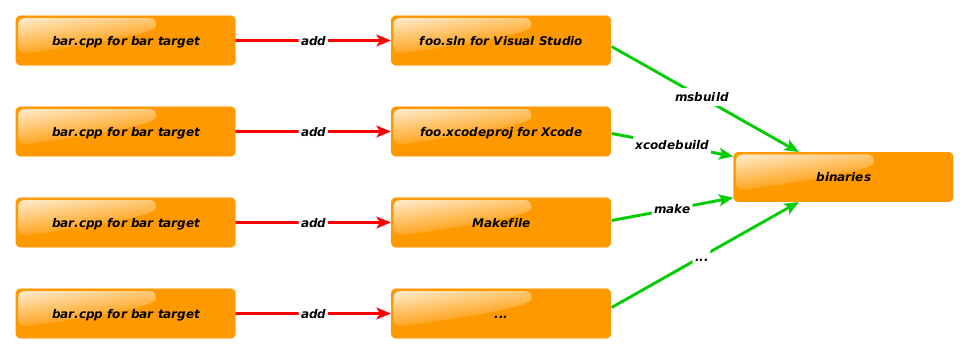 bar.cpp for bar target
add
foo.sln for Visual Studio
msbuild
bar.cpp for bar target
add
foo.xcodeproj for Xcode
xcodebuild
binaries
bar.cpp for bar target
add
Makefile
make
...
bar.cpp for bar target
add
...